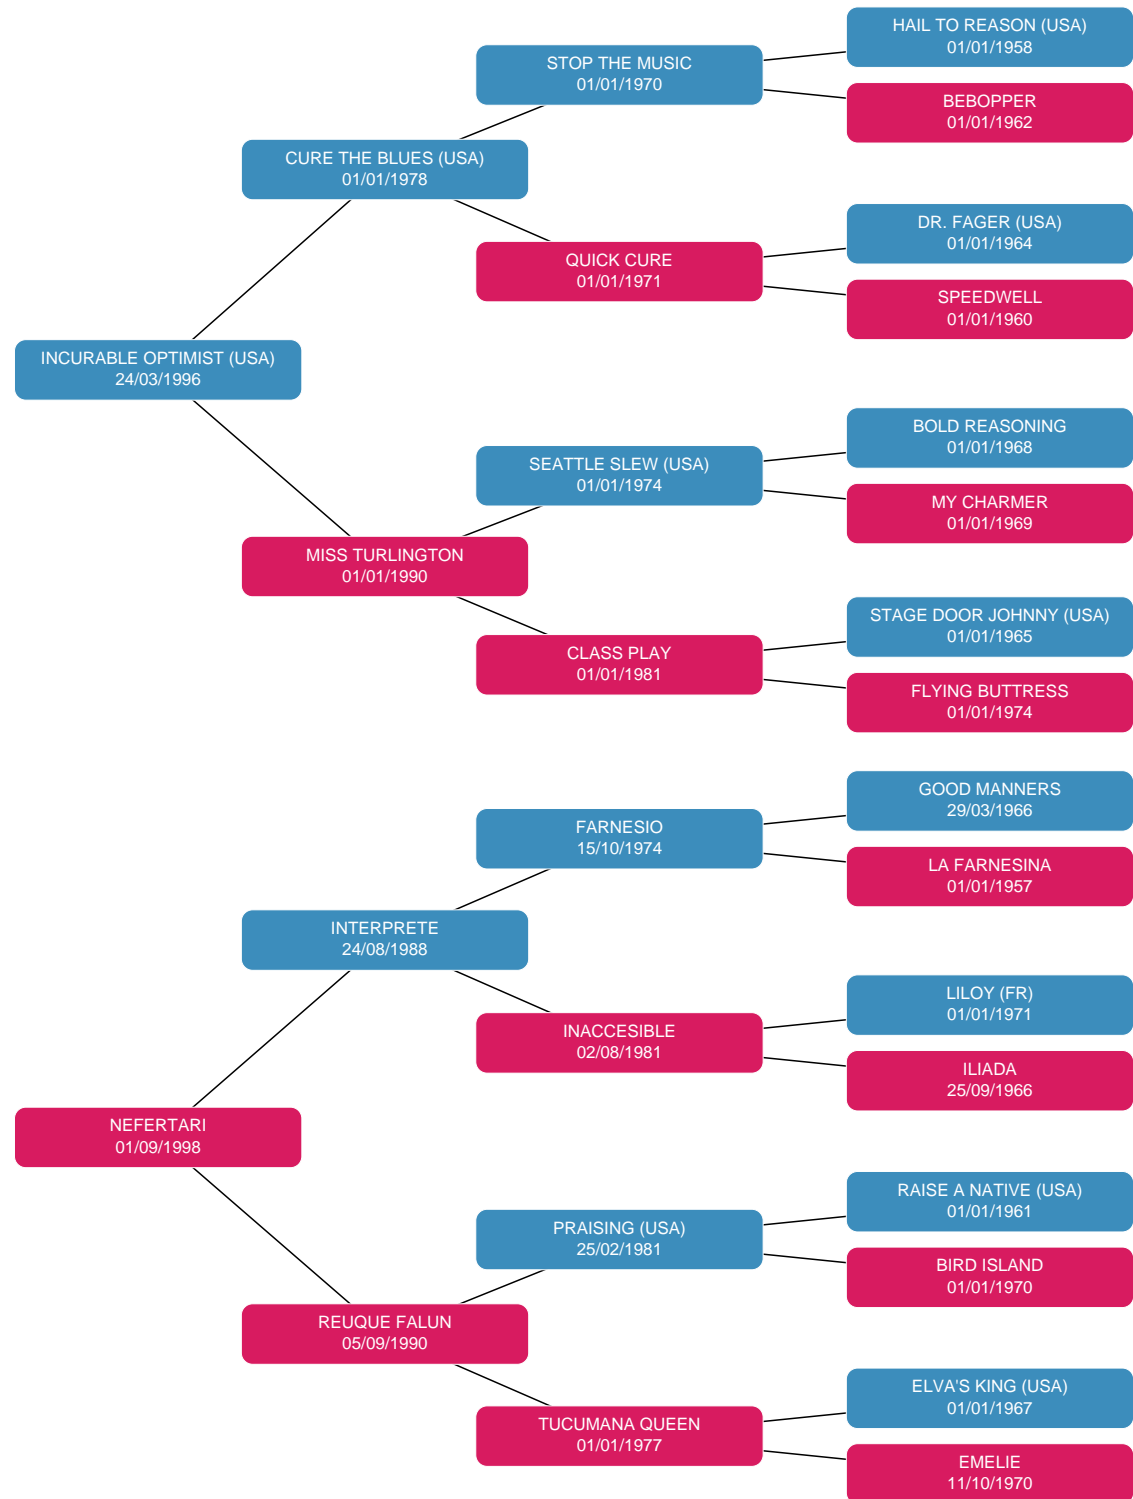 HAIL TO REASON (USA)
01/01/1958
STOP THE MUSIC
01/01/1970
BEBOPPER
01/01/1962
CURE THE BLUES (USA)
01/01/1978
DR. FAGER (USA)
01/01/1964
QUICK CURE
01/01/1971
SPEEDWELL
01/01/1960
INCURABLE OPTIMIST (USA)
24/03/1996
BOLD REASONING
01/01/1968
SEATTLE SLEW (USA)
01/01/1974
MY CHARMER
01/01/1969
MISS TURLINGTON
01/01/1990
STAGE DOOR JOHNNY (USA)
01/01/1965
CLASS PLAY
01/01/1981
FLYING BUTTRESS
01/01/1974
GOOD MANNERS
29/03/1966
FARNESIO
15/10/1974
LA FARNESINA
01/01/1957
INTERPRETE
24/08/1988
LILOY (FR)
01/01/1971
INACCESIBLE
02/08/1981
ILIADA
25/09/1966
NEFERTARI
01/09/1998
RAISE A NATIVE (USA)
01/01/1961
PRAISING (USA)
25/02/1981
BIRD ISLAND
01/01/1970
REUQUE FALUN
05/09/1990
ELVA'S KING (USA)
01/01/1967
TUCUMANA QUEEN
01/01/1977
EMELIE
11/10/1970